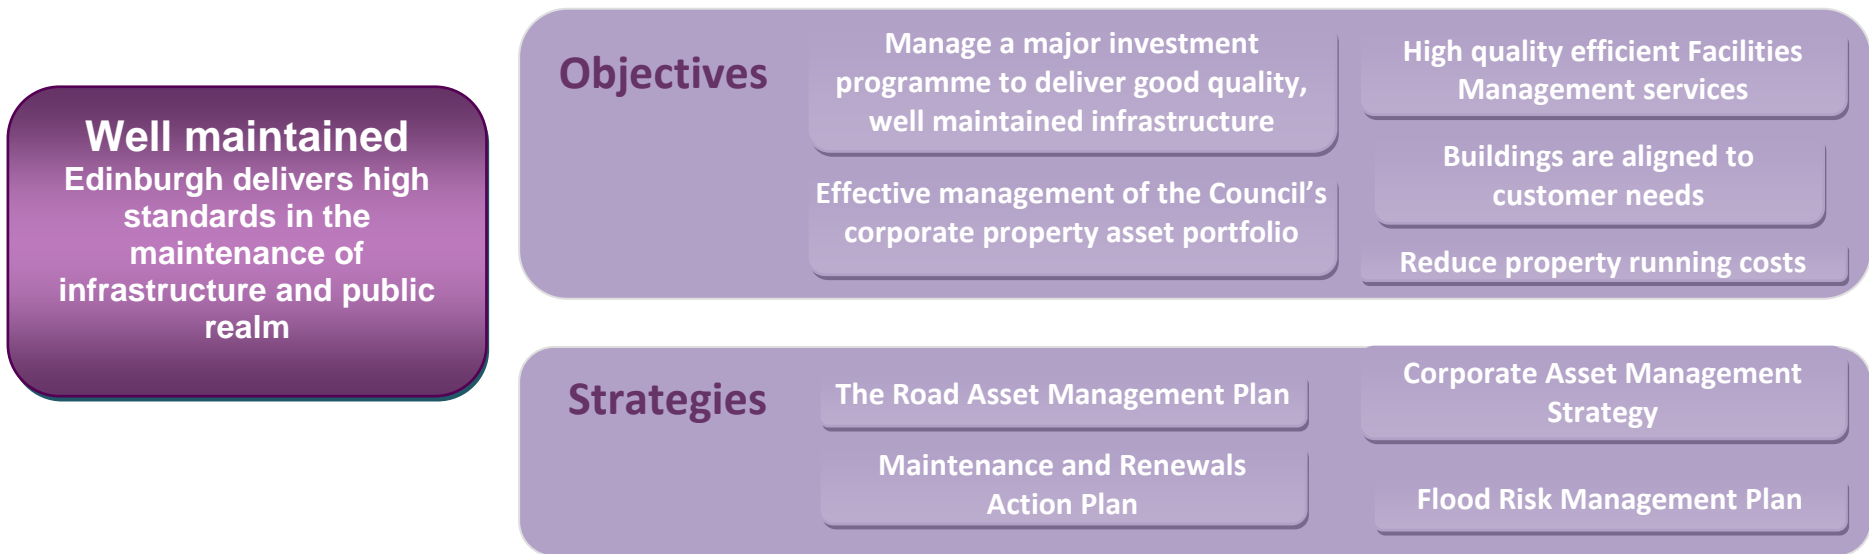 Well maintained
Edinburgh delivers high
standards in the
maintenance of
infrastructure and public
realm
Objectives
Manage a major investment
programme to deliver good quality,
well maintained infrastructure
Effective management of the Council’s
corporate property asset portfolio
High quality efficient Facilities
Management services
Buildings are aligned to
customer needs
Reduce property running costs
Strategies
The Road Asset Management Plan
Maintenance and Renewals
Action Plan
Corporate Asset Management
Strategy
Flood Risk Management Plan